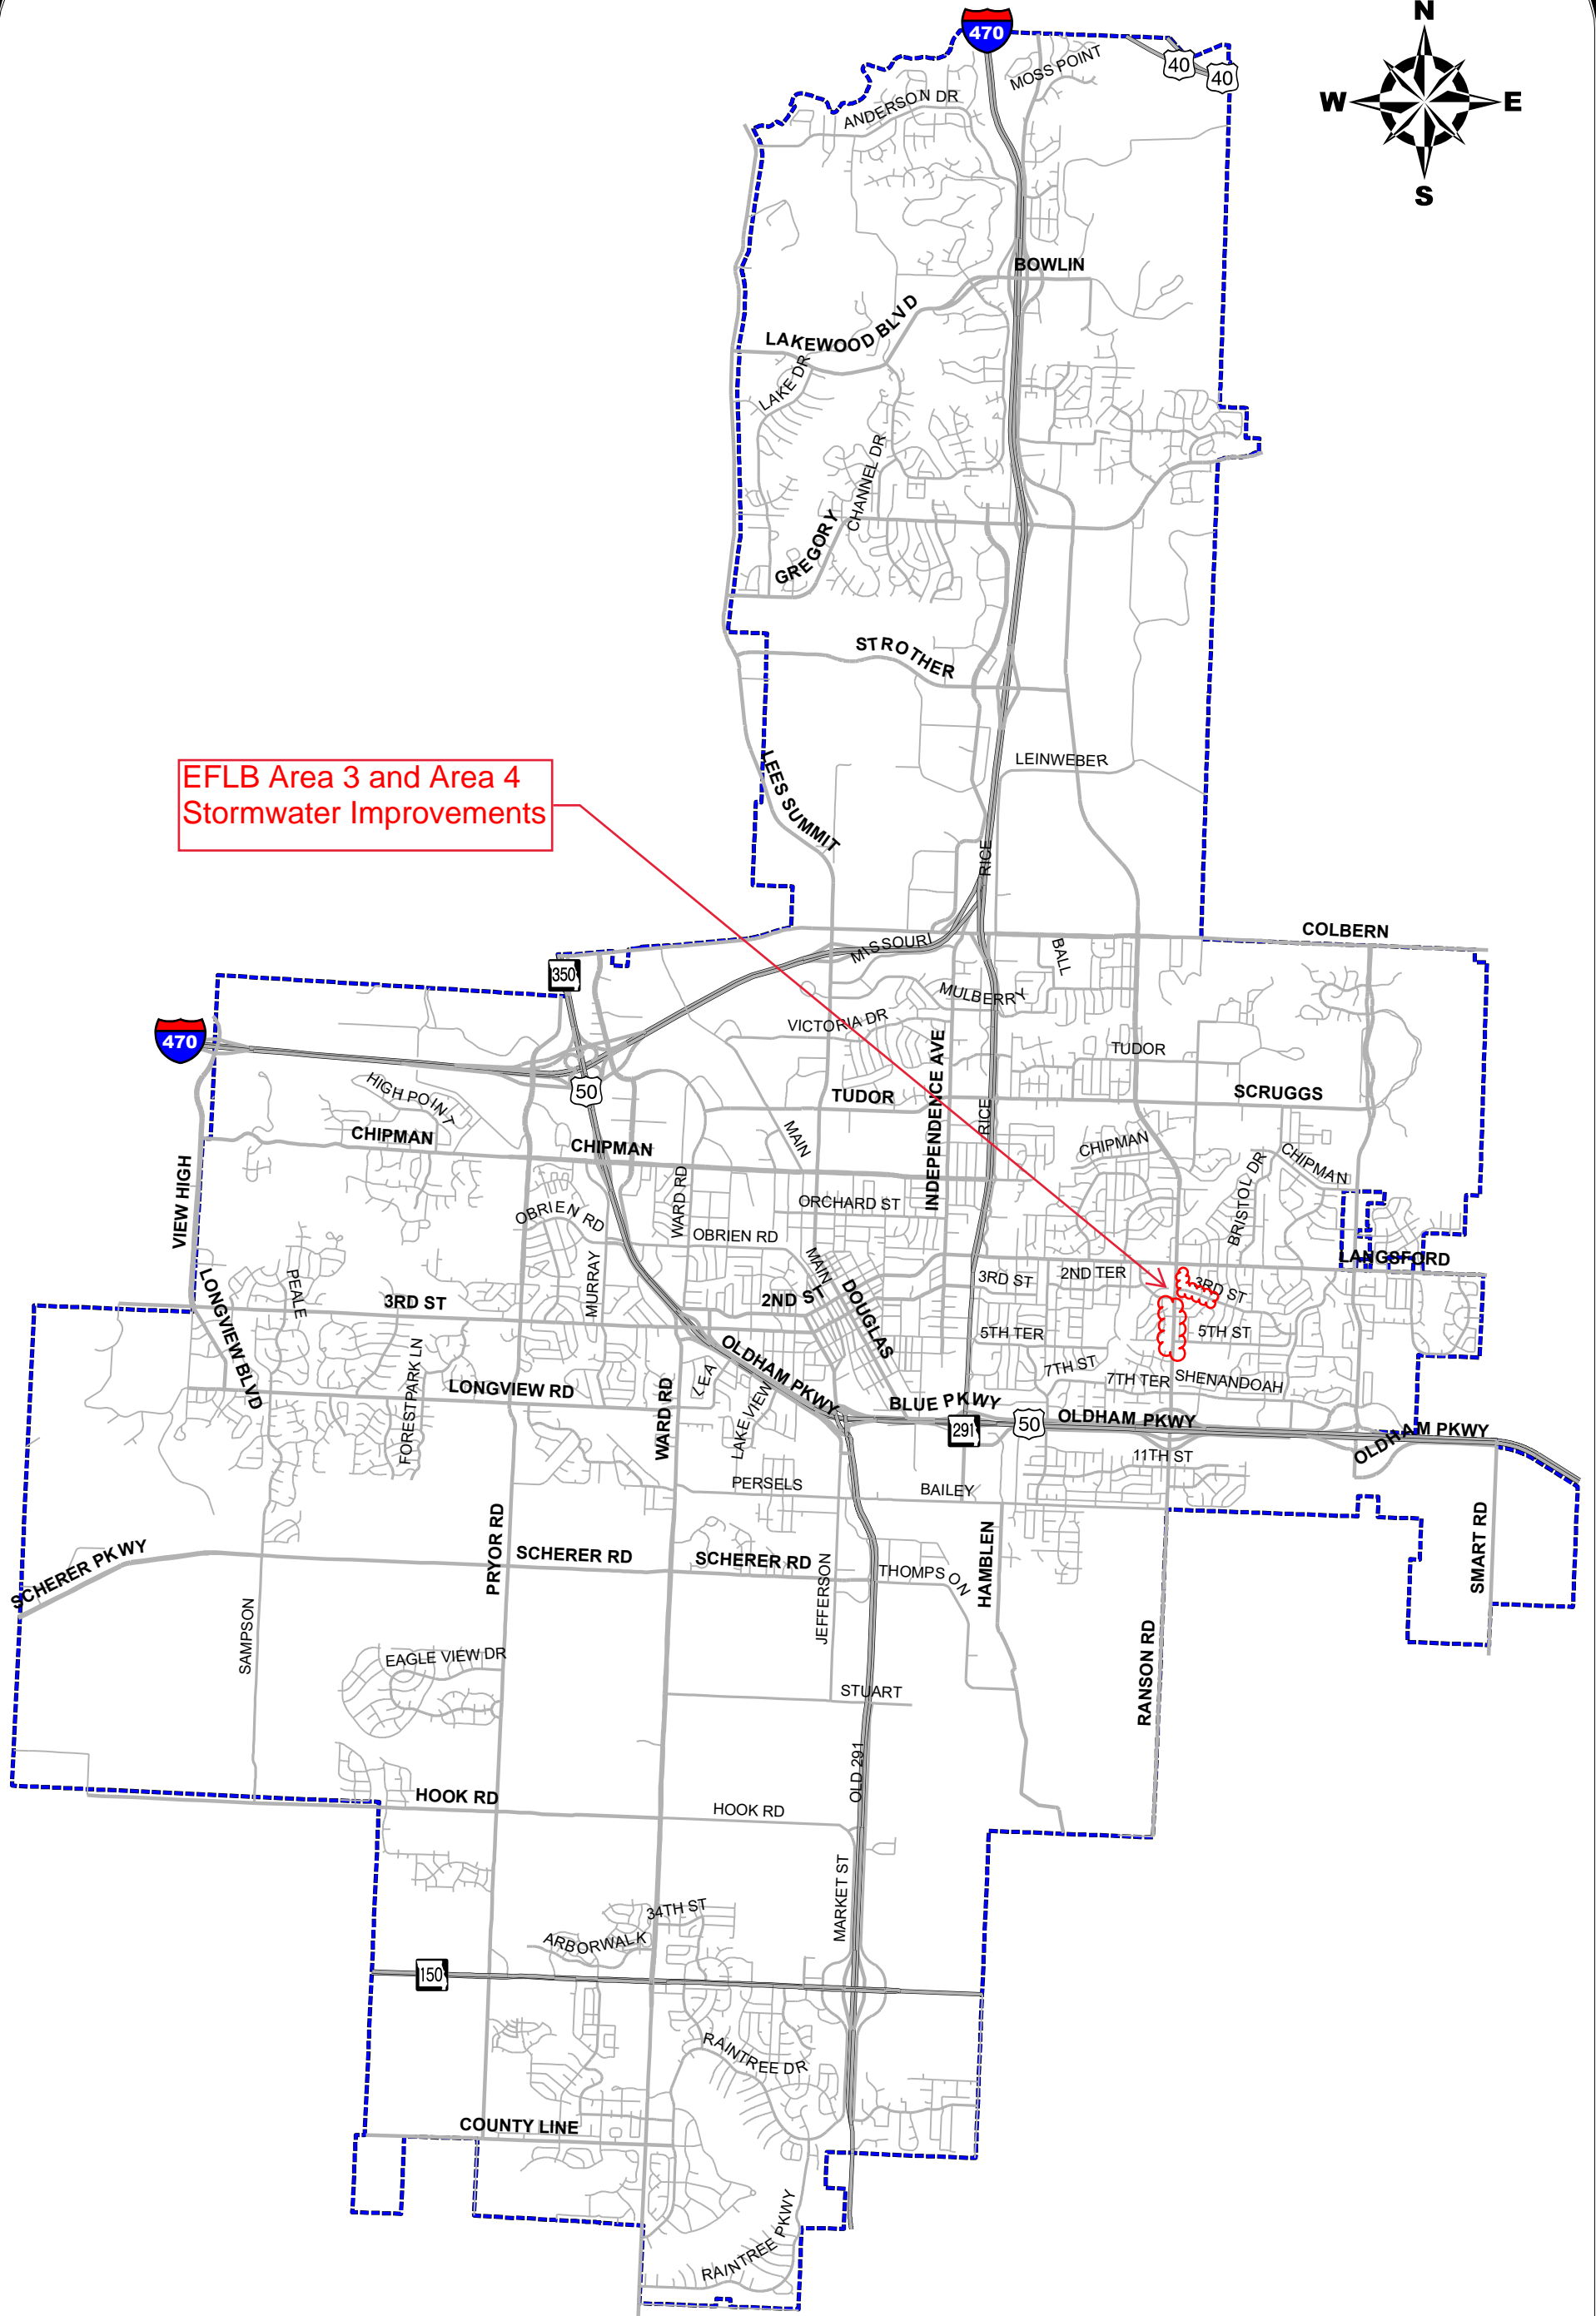 N
470
40
40
MOSS POINT
ANDERSON DR
W
E
S
BOWLIN
LAKEWOOD BLVD
LAKE DR
CHANNEL DR
GREGORY
STROTHER
LEINWEBER
EFLB Area 3 and Area 4
Stormwater Improvements
LEES SUMMIT
RICE
COLBERN
MISSOURI
BALL
350
MULBERRY
VICTORIA DR
470
TUDOR
50
HIGH POINT
TUDOR
SCRUGGS
INDEPENDENCE AVE
RICE
CHIPMAN
CHIPMAN
MAIN
CHIPMAN
CHIPMAN
VIEW HIGH
WARD RD
ORCHARD ST
BRISTOL DR
OBRIEN RD
OBRIEN RD
MAIN
LANGSFORD
LONGVIEW BLVD
PEALE
MURRAY
3RD ST
2ND TER
3RD ST
3RD ST
2ND ST
DOUGLAS
5TH TER
5TH ST
FORESTPARK LN
OLDHAM PKWY
7TH ST
7TH TER
SHENANDOAH
LONGVIEW RD
WARD RD
LAKEVIEW
BLUE PKWY
291
50
OLDHAM PKWY
OLDHAM PKWY
11TH ST
PERSELS
BAILEY
PRYOR RD
HAMBLEN
SMART RD
SCHERER PKWY
SCHERER RD
SCHERER RD
THOMPSON
JEFFERSON
SAMPSON
RANSON RD
EAGLE VIEW DR
STUART
OLD 291
HOOK RD
HOOK RD
MARKET ST
34TH ST
ARBORWALK
150
RAINTREE DR
COUNTY LINE
RAINTREE PKWY